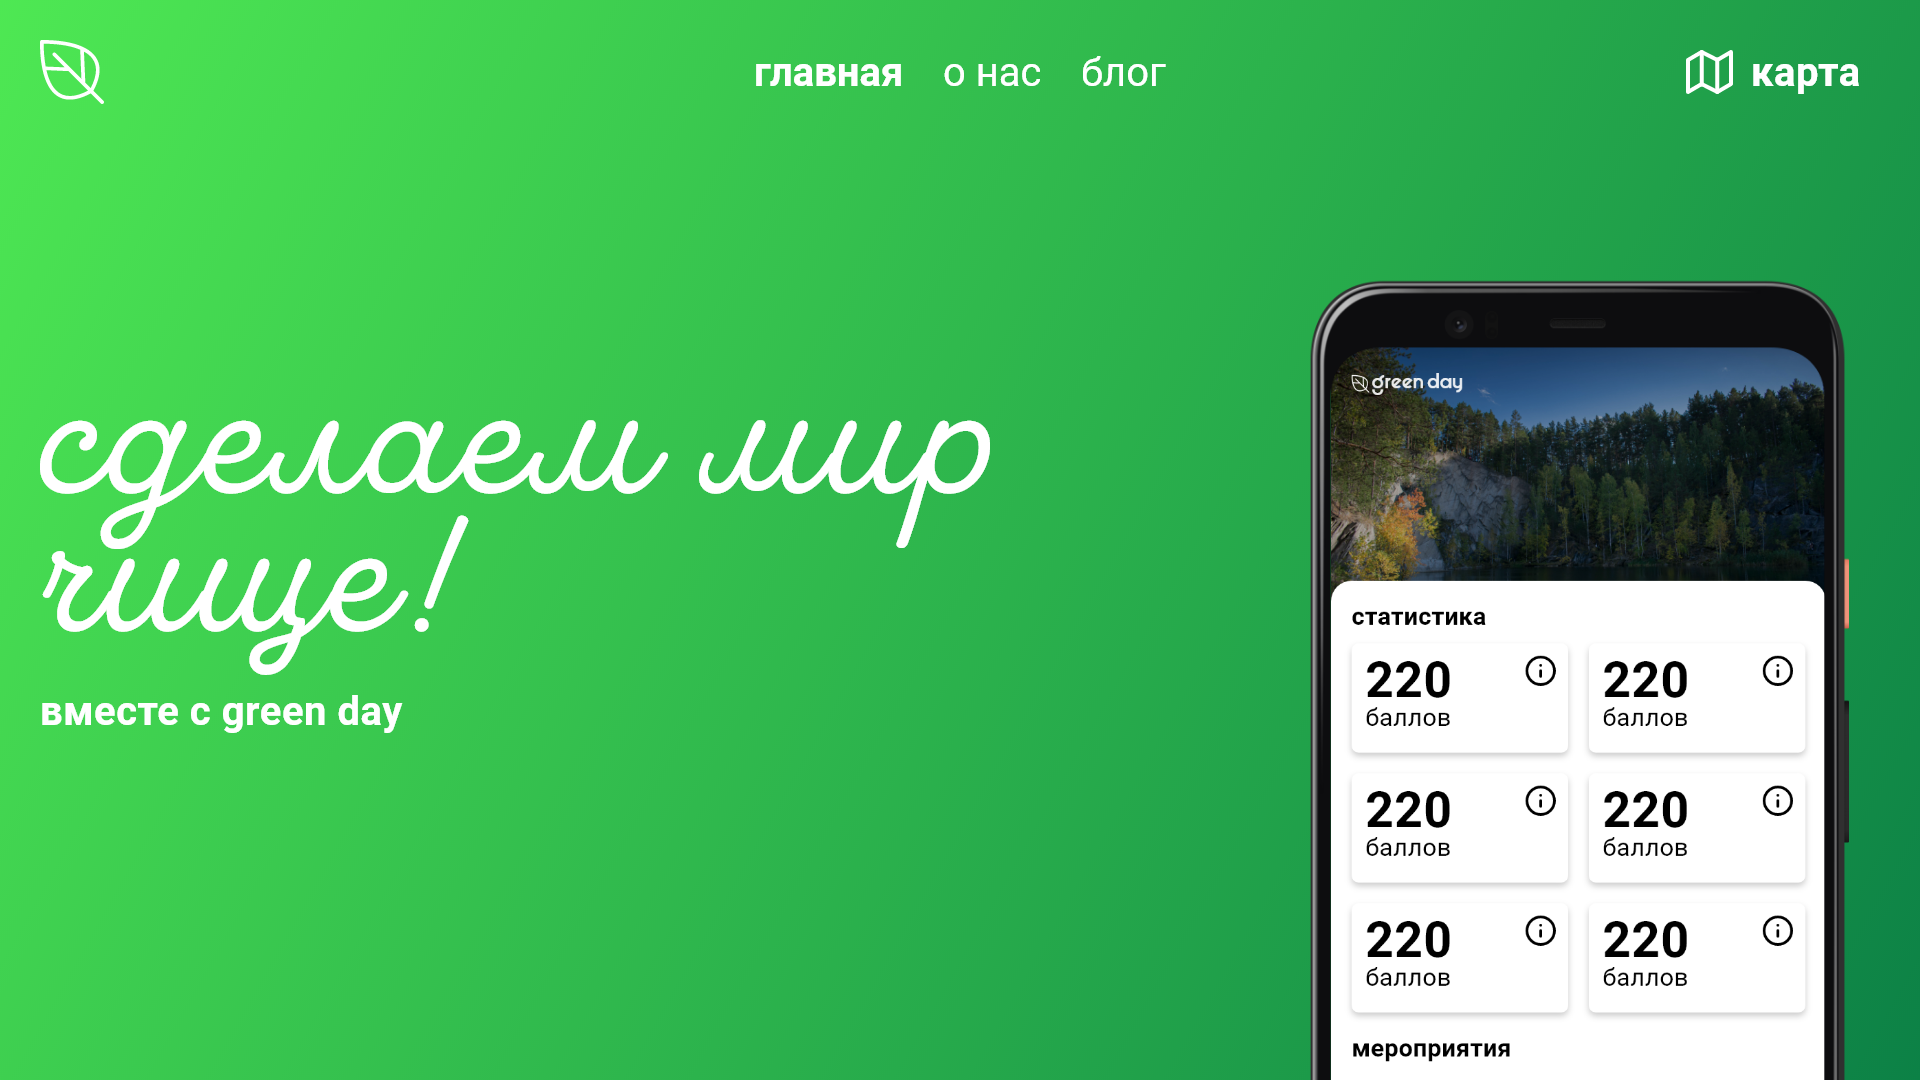 главная о нас блог
карта
сделаем мир
чище!
вместе с green day
green day
статистика
220 220
баллов баллов
220 220
баллов баллов
220 220
баллов баллов
мероприятия